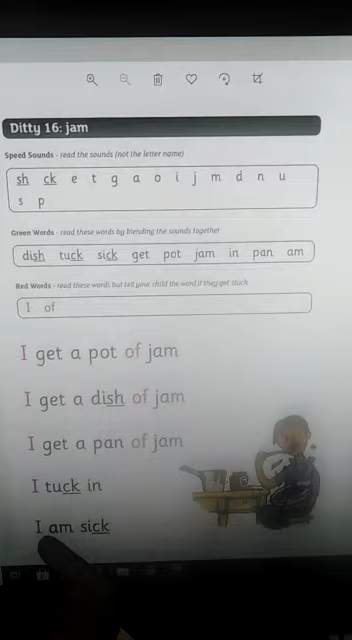 Ditty 16: jam
Speed Sounds - read the sounds (not the letter name)
sh ck e t g a o i j m d n u
s p
Green Words - read these words by blending the sounds together
dish tuck sick get pot jam in pan am
Red Words - read these words but tell your child the word if they get stuck
I of
I get a pot of jam
I get a dish of jam
I get a pan of jam
I tuck in
I am sick